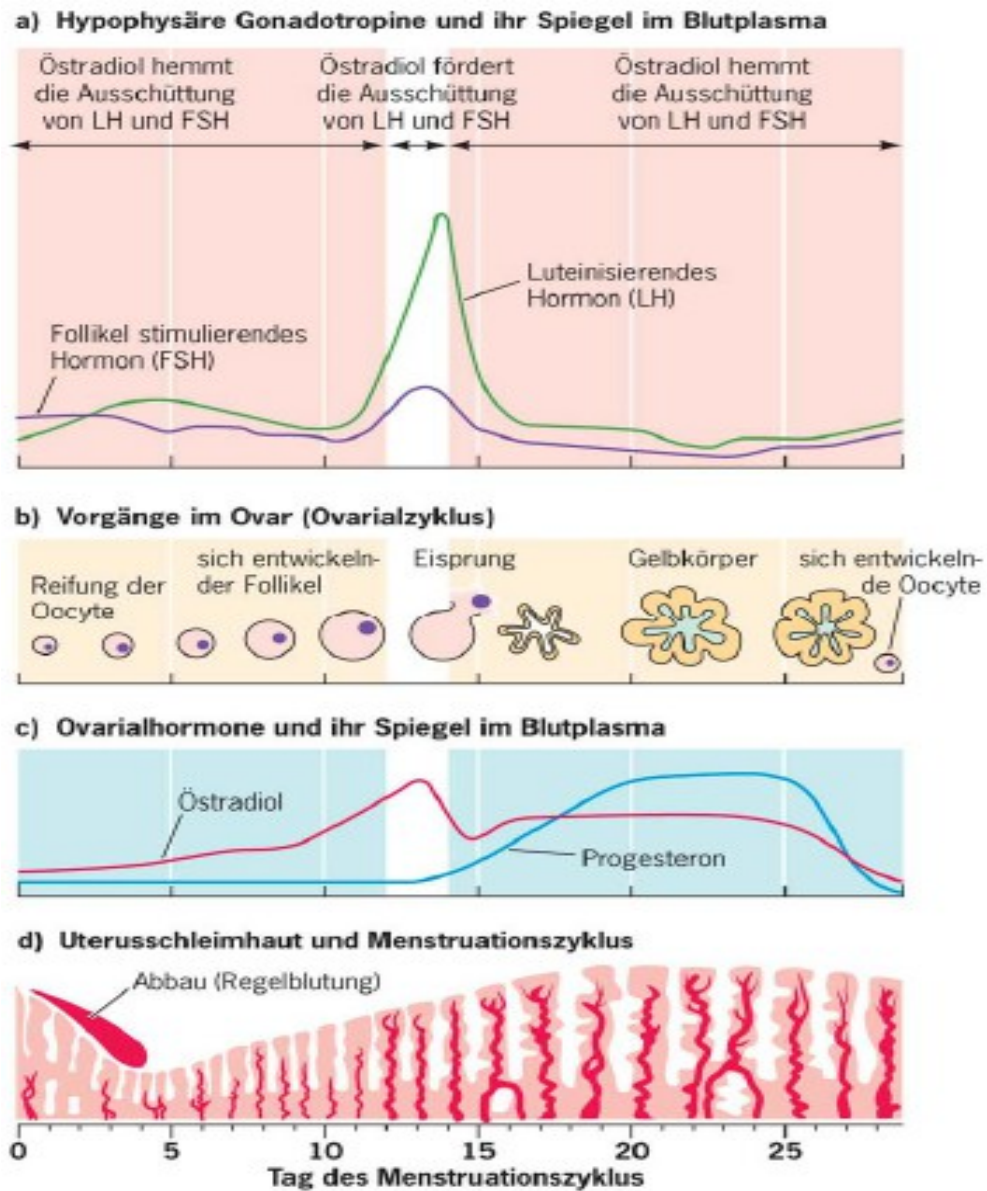 a) Hypophysäre Gonadotropine und ihr Spiegel im Blutplasma
Östradiol hemmt
die Ausschüttung
von LH und FSH
Östradiol fördert
die Ausschüttung
von LH und FSH
Östradiol hemmt
die Ausschüttung
von LH und FSH
Luteinisierendes
Hormon (LH)
Follikel stimulierendes
Hormon (FSH)
b) Vorgänge im Ovar (Ovarialzyklus)
Reifung der
Oocyte
sich entwickeln-
der Follikel
Eisprung
Gelbkörper
sich entwickeln-
de Oocyte
c) Ovarialhormone und ihr Spiegel im Blutplasma
Östradiol
Progesteron
d) Uterusschleimhaut und Menstruationszyklus
Abbau (Regelblutung)
0 5 10 15 20 25
Tag des Menstruationszyklus